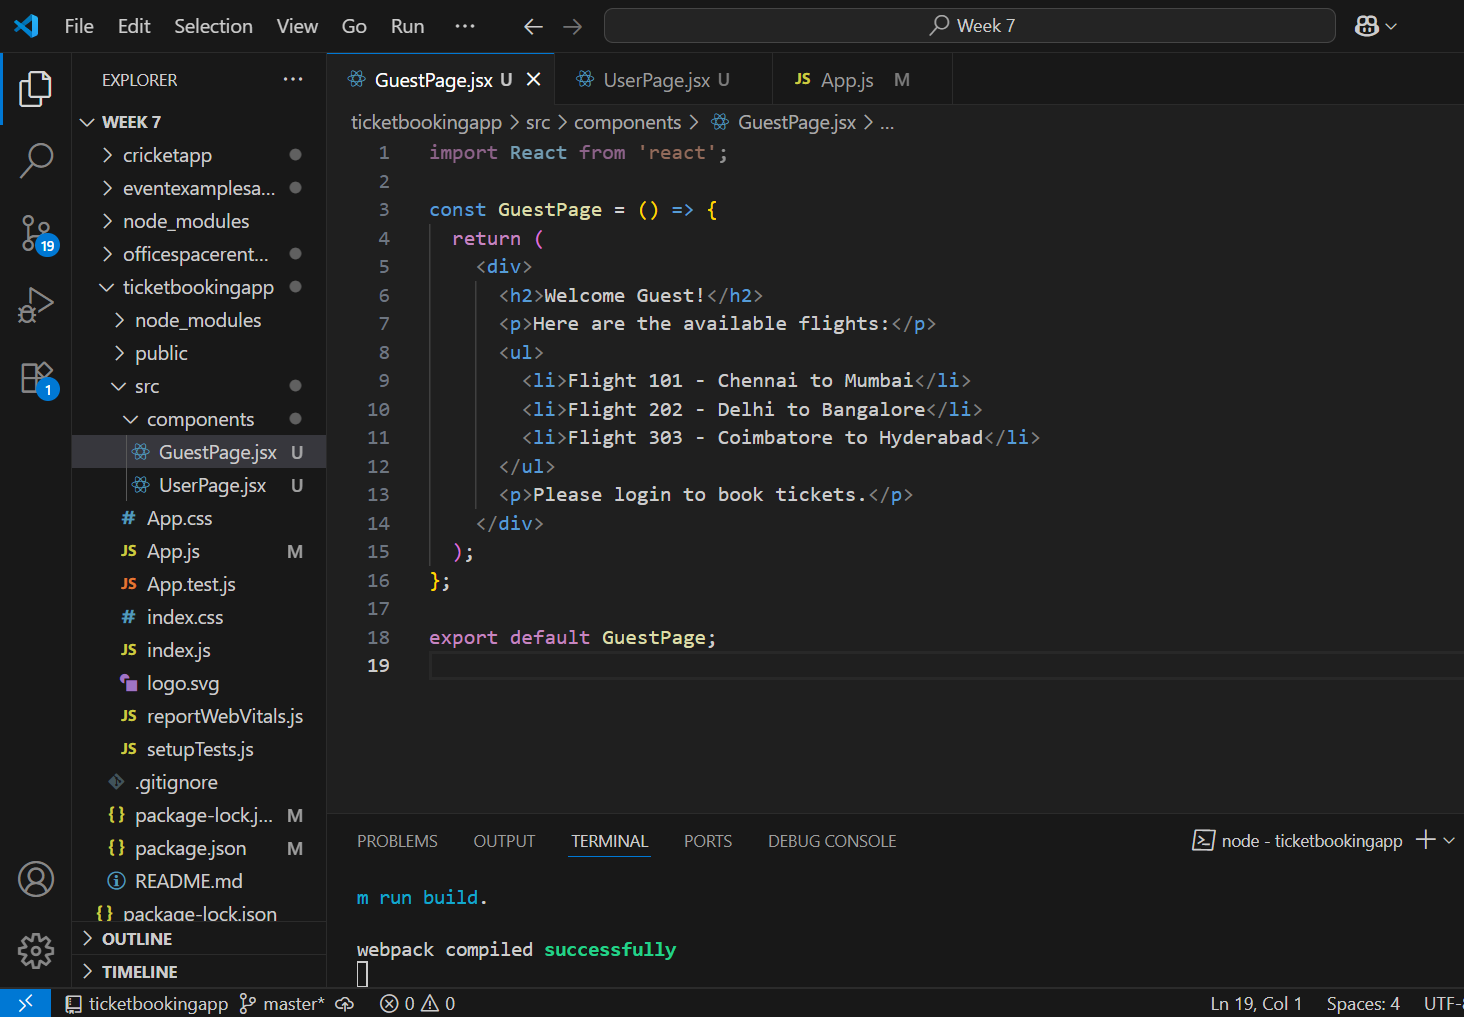 File Edit Selection View Go Run ··· Week 7
EXPLORER ···
WEEK 7
cricketapp
eventexamplesa...
node_modules
officespacerent...
ticketbookingapp
node_modules
public
src
components
GuestPage.jsx U
UserPage.jsx U
App.css
JS App.js M
JS App.test.js
index.css
JS index.js
logo.svg
JS reportWebVitals.js
JS setupTests.js
.gitignore
{} package-lock.j... M
{} package.json M
README.md
{} package-lock.json
OUTLINE
TIMELINE
19
1
GuestPage.jsx U UserPage.jsx U JS App.js M
ticketbookingapp > src > components > GuestPage.jsx > ...
1 import React from 'react';
2
3 const GuestPage = () => {
4 return (
5 <div>
6 <h2>Welcome Guest!</h2>
7 <p>Here are the available flights:</p>
8 <ul>
9 <li>Flight 101 - Chennai to Mumbai</li>
10 <li>Flight 202 - Delhi to Bangalore</li>
11 <li>Flight 303 - Coimbatore to Hyderabad</li>
12 </ul>
13 <p>Please login to book tickets.</p>
14 </div>
15 );
16 };
17
18 export default GuestPage;
19
PROBLEMS OUTPUT TERMINAL PORTS DEBUG CONSOLE node - ticketbookingapp
m run build.
webpack compiled successfully
ticketbookingapp master* 0 0 Ln 19, Col 1 Spaces: 4 UTF-